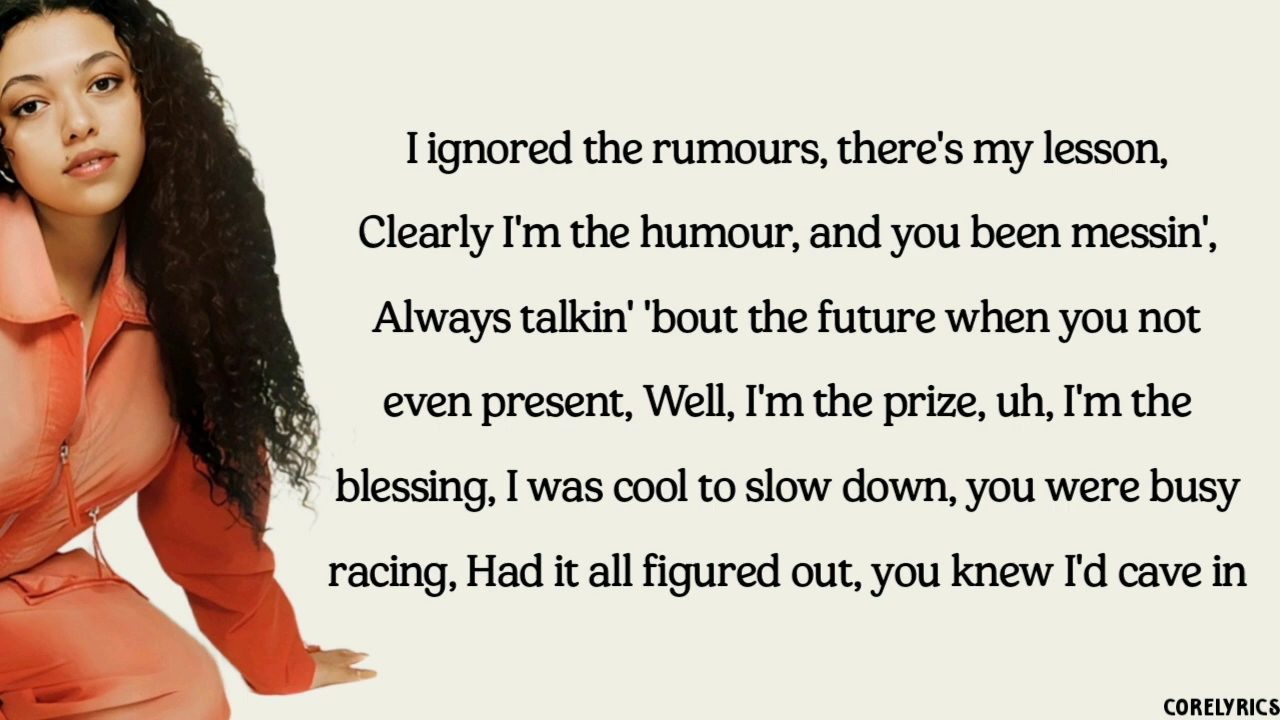 I ignored the rumours, there's my lesson,
Clearly I'm the humour, and you been messin',
Always talkin' 'bout the future when you not
even present, Well, I'm the prize, uh, I'm the
blessing, I was cool to slow down, you were busy
racing, Had it all figured out, you knew I'd cave in
CORELYRICS